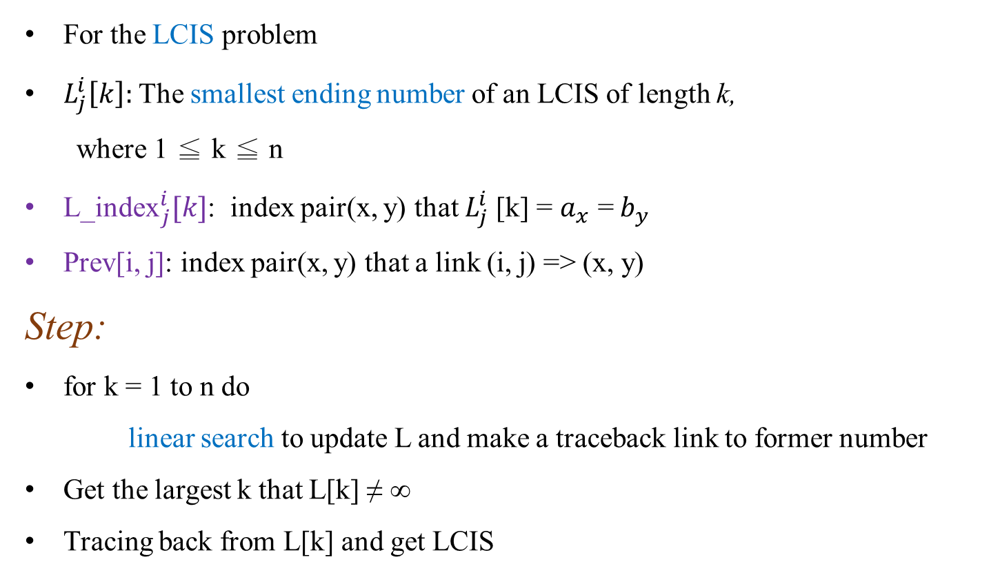 • For the LCIS problem
• $L_j^i[k]$: The smallest ending number of an LCIS of length k,
where 1 ≦ k ≦ n
• L_index$_j^i[k]$: index pair(x, y) that $L_j^i$ [k] = $a_x$ = $b_y$
• Prev[i, j]: index pair(x, y) that a link (i, j) => (x, y)
Step:
• for k = 1 to n do
linear search to update L and make a traceback link to former number
• Get the largest k that L[k] ≠ ∞
• Tracing back from L[k] and get LCIS